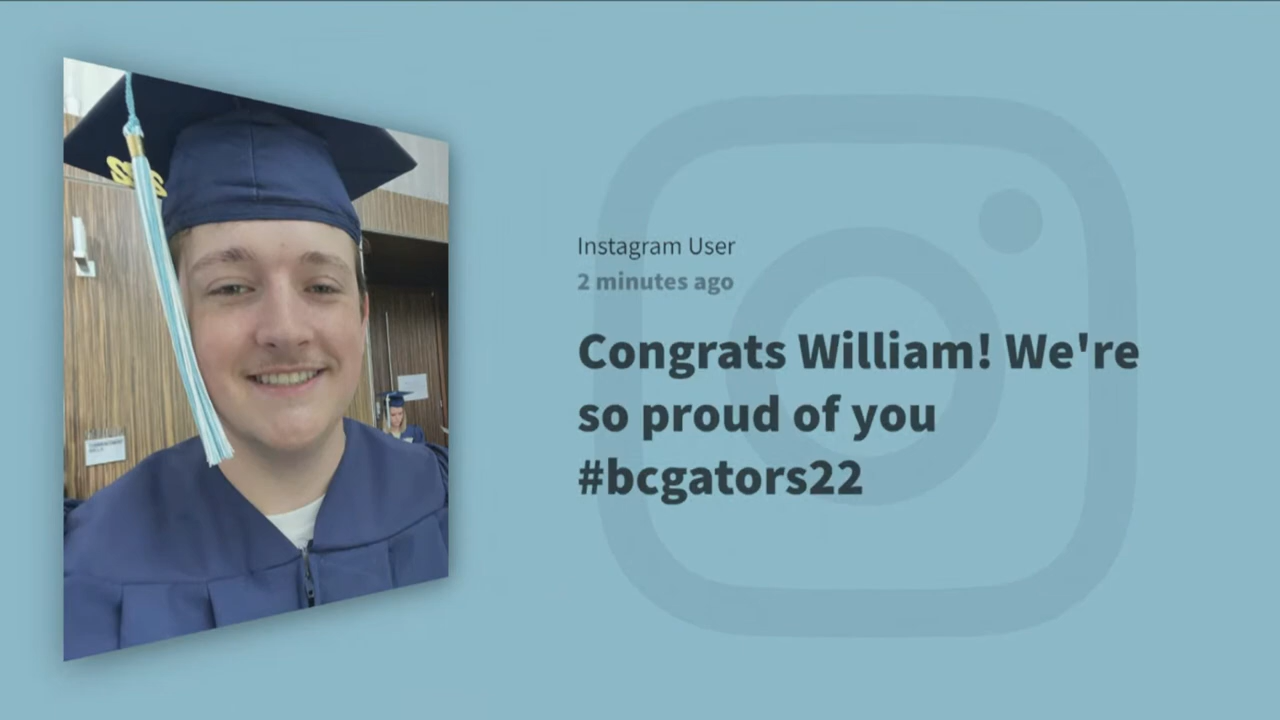 Instagram User
2 minutes ago
Congrats William! We're
so proud of you
#bcgators22